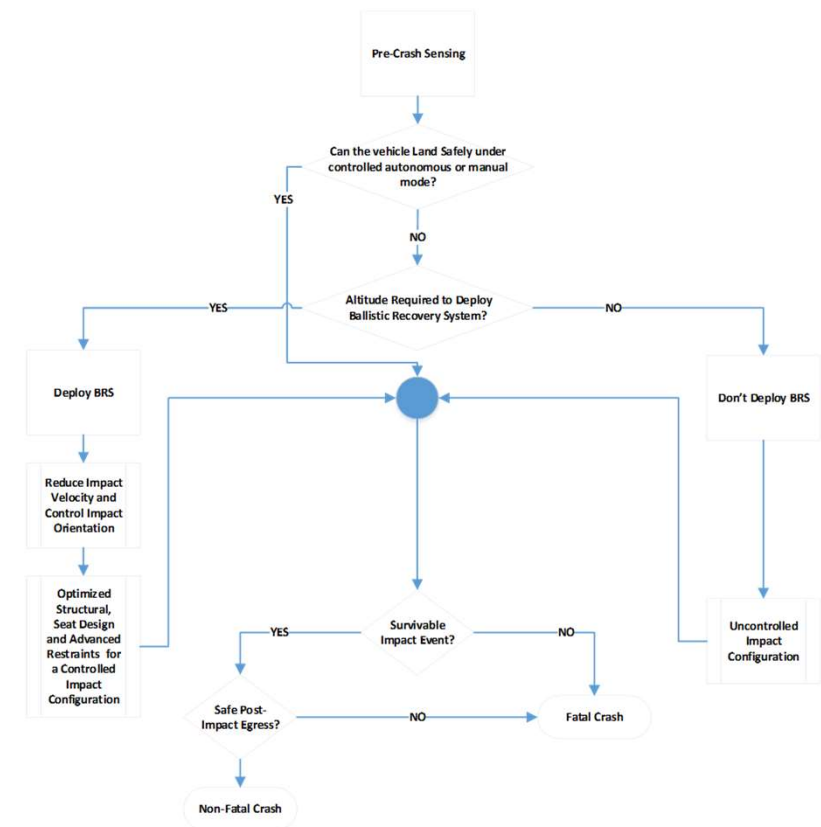 Pre-Crash Sensing
Can the vehicle Land Safely under
controlled autonomous or manual
mode?
YES
NO
Altitude Required to Deploy
Ballistic Recovery System?
YES
NO
Deploy BRS
Don't Deploy BRS
Reduce Impact
Velocity and
Control Impact
Orientation
Optimized
Structural,
Seat Design
and Advanced
Restraints for
a Controlled
Impact
Configuration
Uncontrolled
Impact
Configuration
Survivable
Impact Event?
YES
NO
Safe Post-
Impact Egress?
NO
Fatal Crash
Non-Fatal Crash